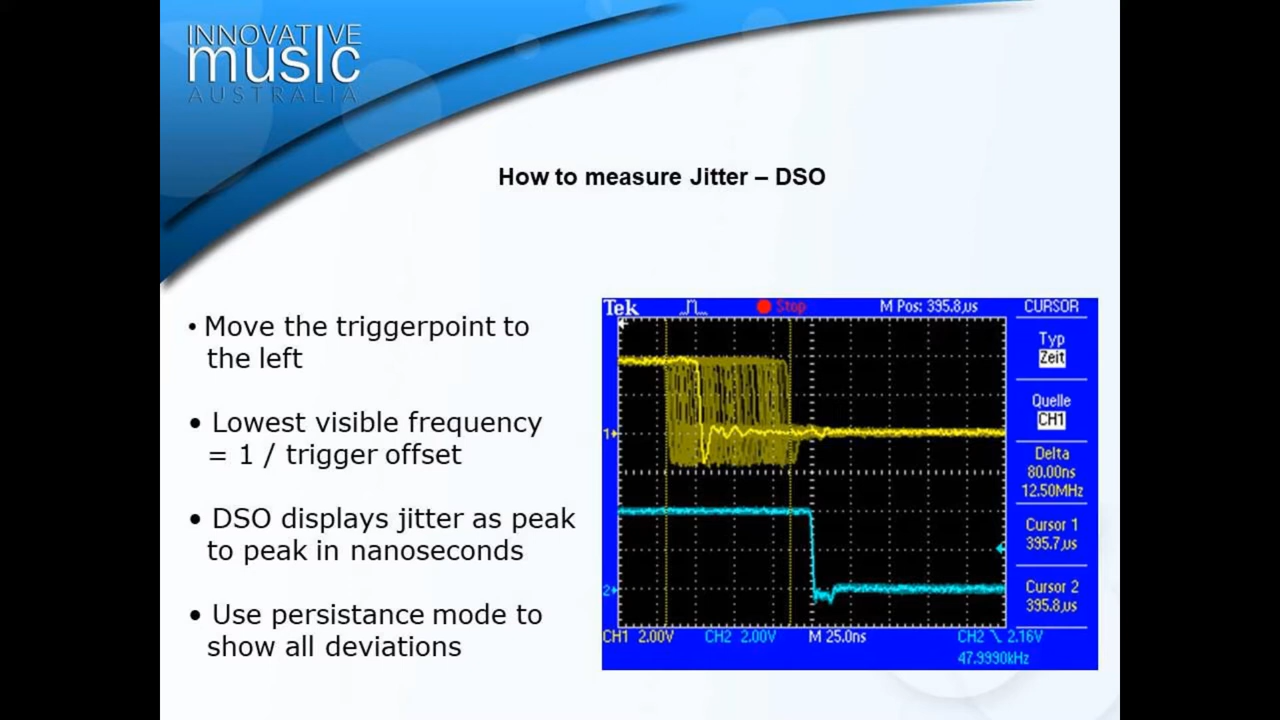 INNOVATIVE
music
AUSTRALIA
How to measure Jitter – DSO
• Move the triggerpoint to
the left
• Lowest visible frequency
= 1 / trigger offset
• DSO displays jitter as peak
to peak in nanoseconds
• Use persistance mode to
show all deviations
Tek Stop M Pos: 395.8µs CURSOR
Typ
Zeit
Quelle
CH1
Delta
80.00ns
12.50MHz
Cursor 1
395.7µs
Cursor 2
395.8µs
1
2
CH1 2.00V CH2 2.00V M 25.0ns CH2 2.16V
47.9990kHz